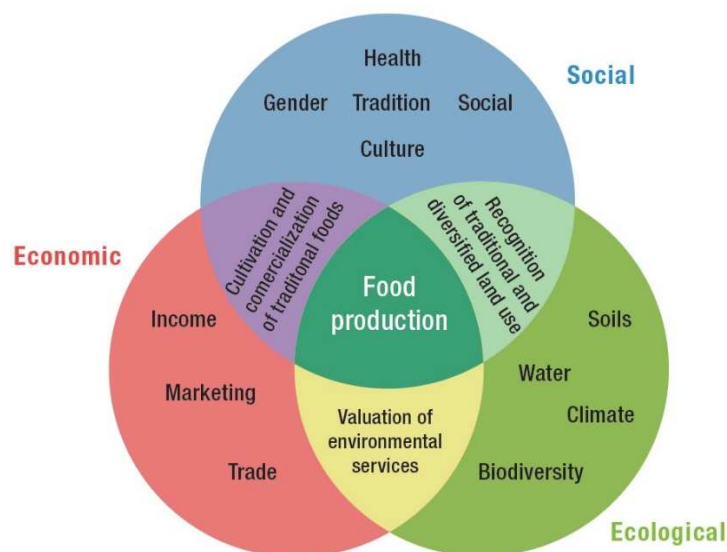 Health
Social
Gender Tradition Social
Culture
Cultivation and
comercialization
of traditonal foods
Recognition
of traditional and
diversified land use
Economic
Food
production
Income
Soils
Water
Marketing
Climate
Valuation of
environmental
services
Trade
Biodiversity
Ecological